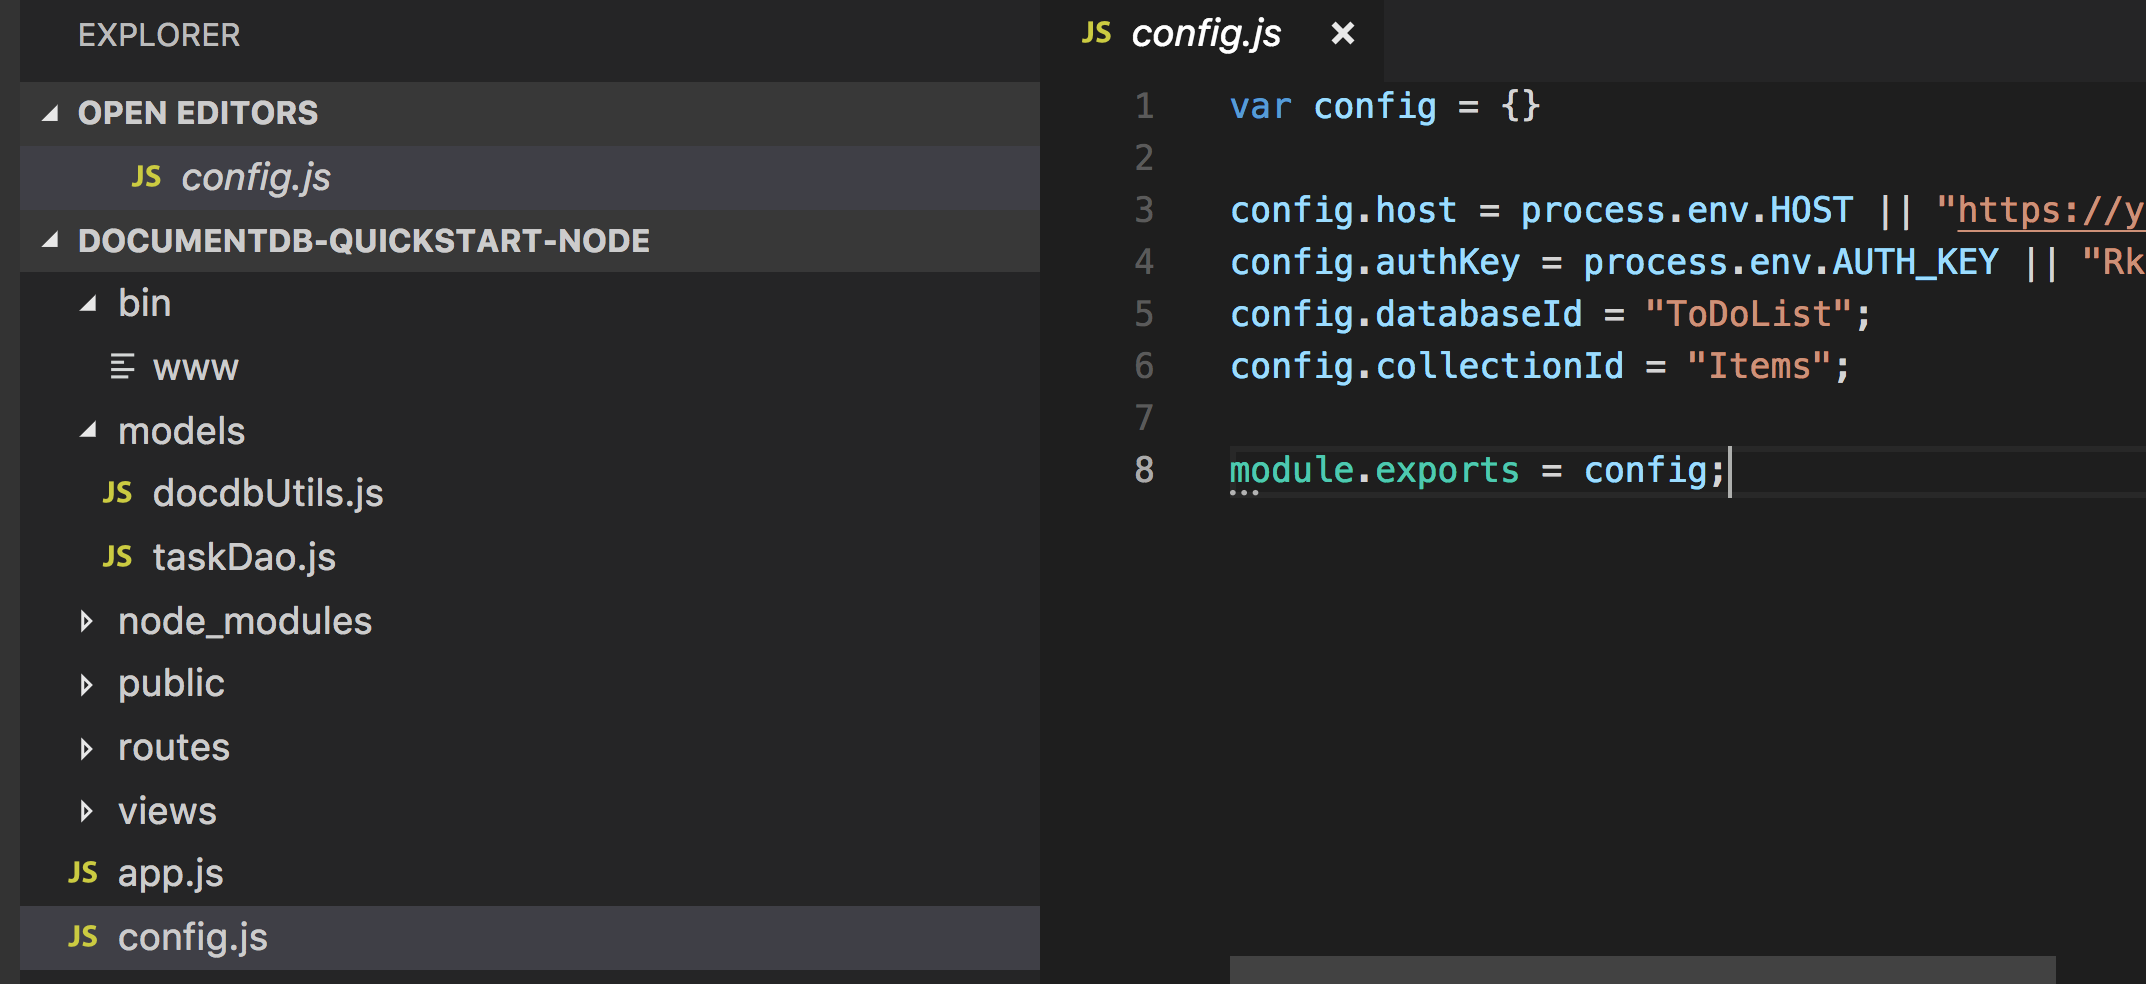 EXPLORER
OPEN EDITORS
JS config.js
DOCUMENTDB-QUICKSTART-NODE
bin
www
models
JS docdbUtils.js
JS taskDao.js
node_modules
public
routes
views
JS app.js
JS config.js
JS config.js ×
1 var config = {}
2
3 config.host = process.env.HOST || "https://y
4 config.authKey = process.env.AUTH_KEY || "Rk
5 config.databaseId = "ToDoList";
6 config.collectionId = "Items";
7
8 module.exports = config;